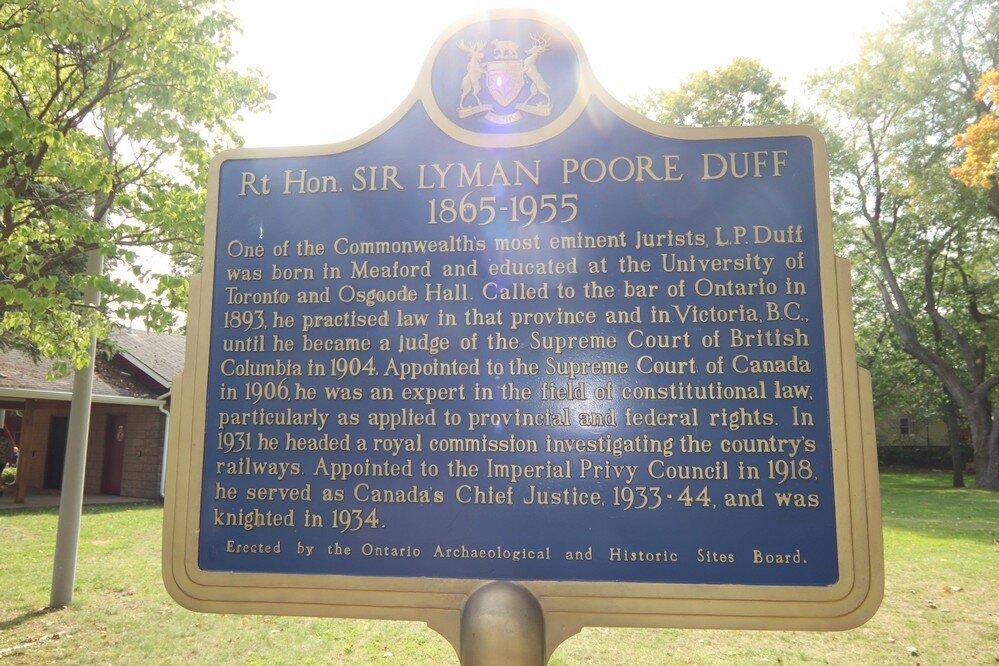 Rt Hon. SIR LYMAN POORE DUFF
1865-1955
One of the Commonwealth's most eminent jurists, L.P. Duff
was born in Meaford and educated at the University of
Toronto and Osgoode Hall. Called to the bar of Ontario in
1893, he practised law in that province and in Victoria, B.C.,
until he became a judge of the Supreme Court of British
Columbia in 1904. Appointed to the Supreme Court of Canada
in 1906, he was an expert in the field of constitutional law,
particularly as applied to provincial and federal rights. In
1931 he headed a royal commission investigating the country's
railways. Appointed to the Imperial Privy Council in 1918,
he served as Canada's Chief Justice, 1933-44, and was
knighted in 1934.
Erected by the Ontario Archaeological and Historic Sites Board.